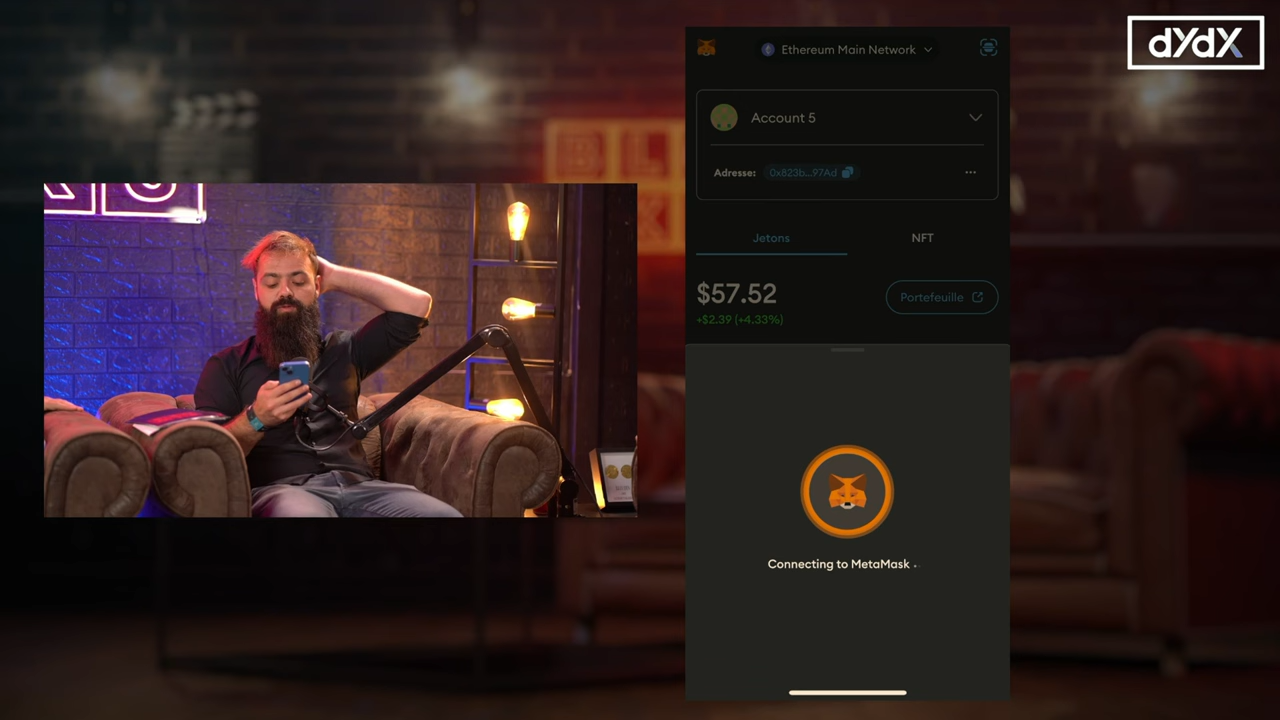 dYdX
Ethereum Main Network
Account 5
Adresse: 0x823b...97Ad
Jetons
NFT
$57.52
Portefeuille
+$2.39 (+4.33%)
Connecting to MetaMask